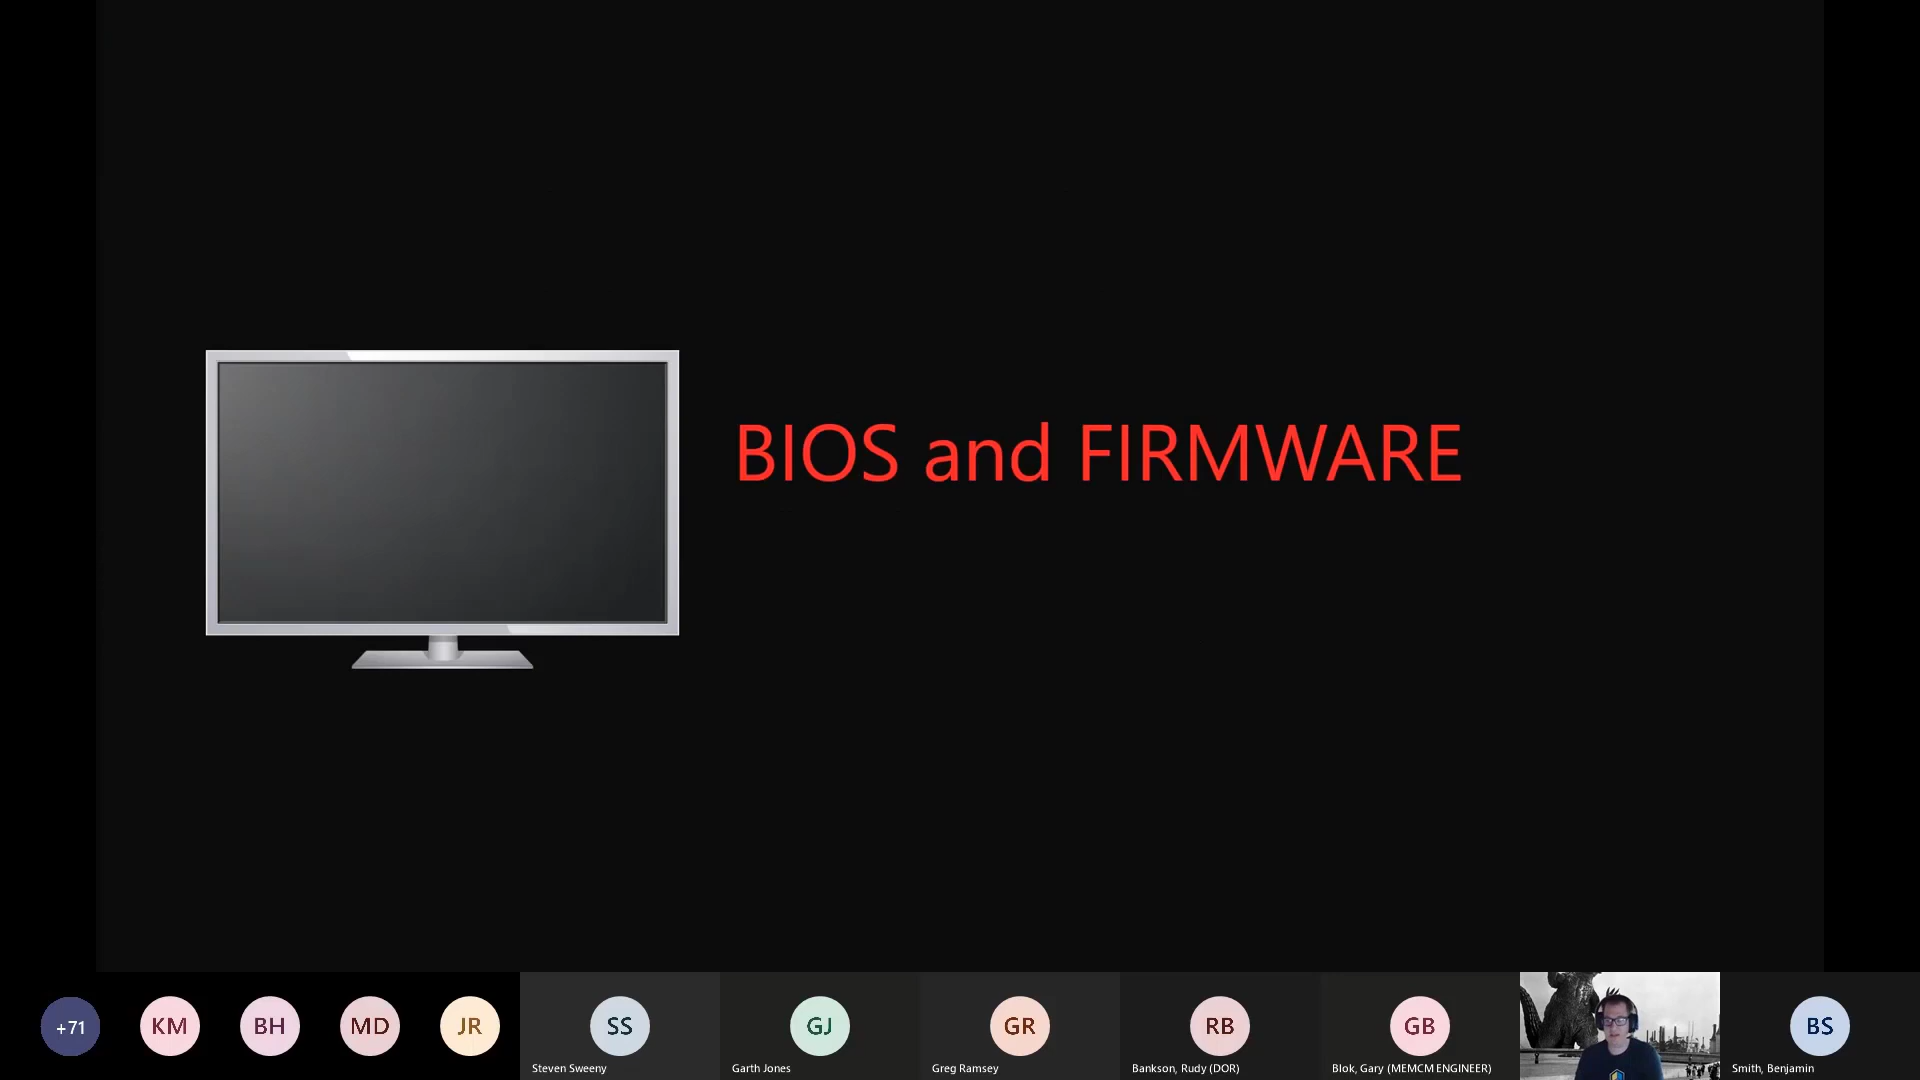 BIOS and FIRMWARE
+71
KM
BH
MD
JR
SS
GJ
GR
RB
GB
BS
Steven Sweeny
Garth Jones
Greg Ramsey
Bankson, Rudy (DOR)
Blok, Gary (MEMCM ENGINEER)
Smith, Benjamin